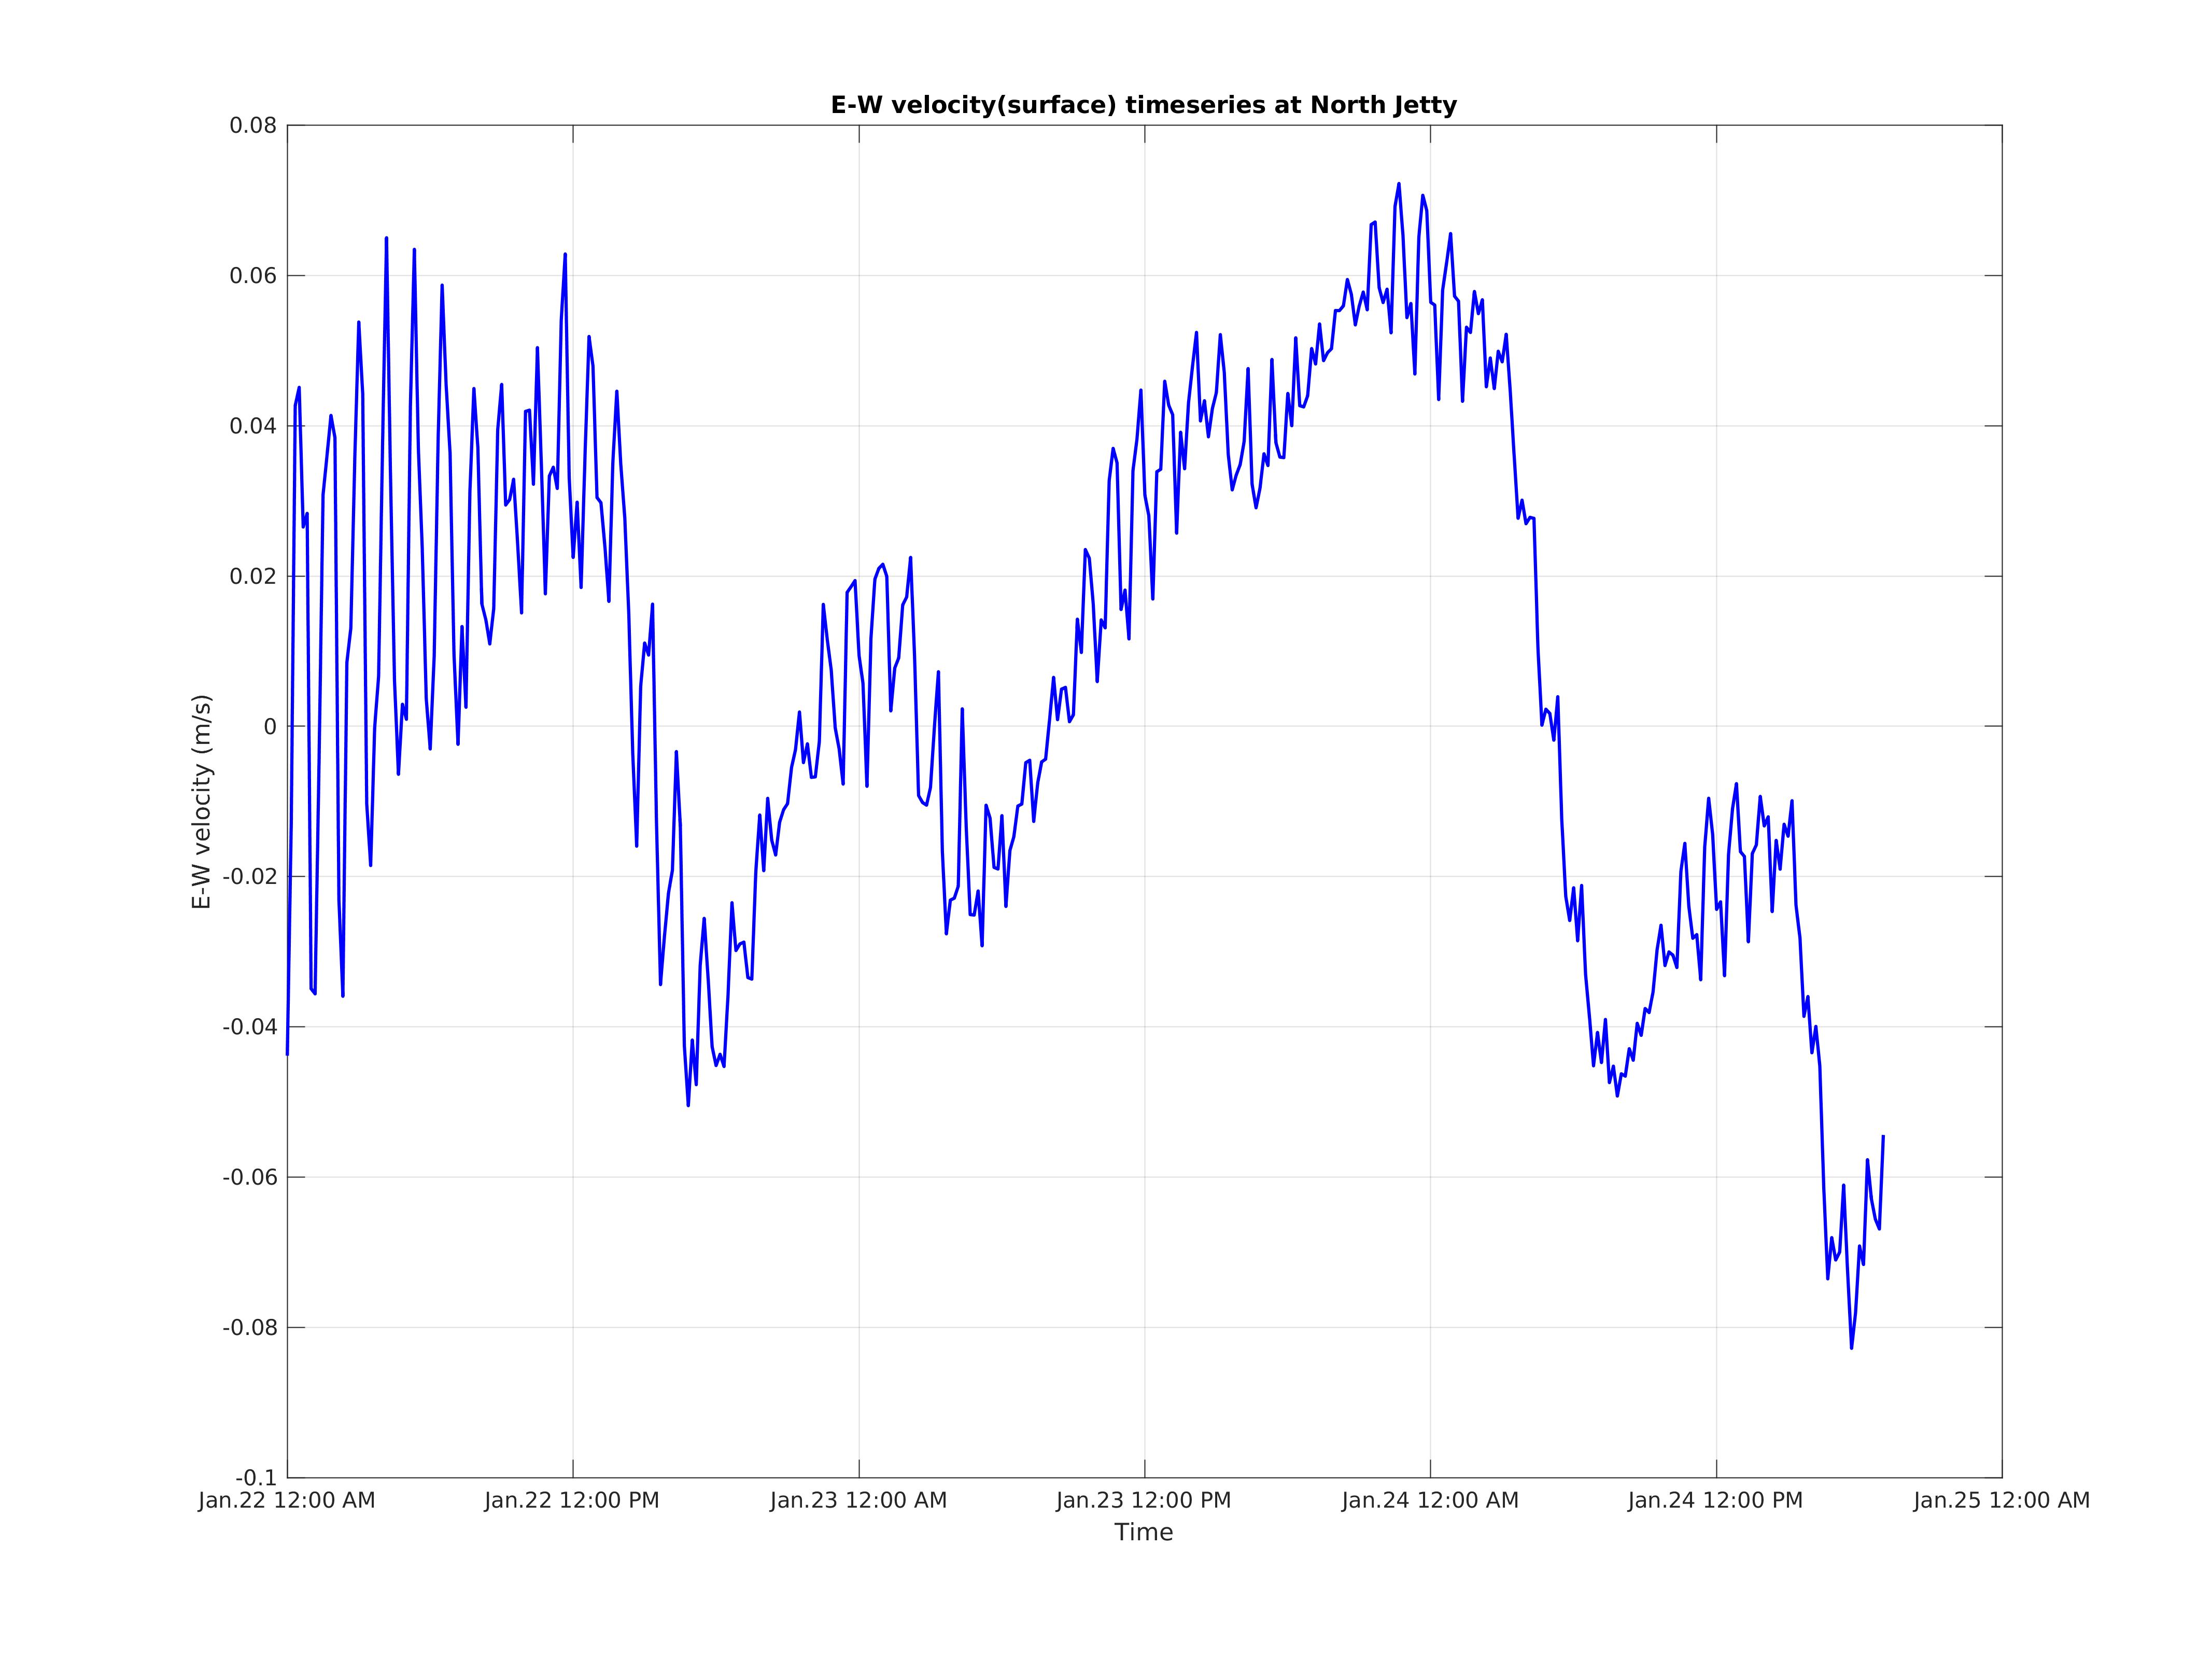 E-W velocity(surface) timeseries at North Jetty
0.08
0.06
0.04
0.02
0
-0.02
-0.04
-0.06
-0.08
-0.1
E-W velocity (m/s)
Jan.22 12:00 AM Jan.22 12:00 PM Jan.23 12:00 AM Jan.23 12:00 PM Jan.24 12:00 AM Jan.24 12:00 PM Jan.25 12:00 AM
Time